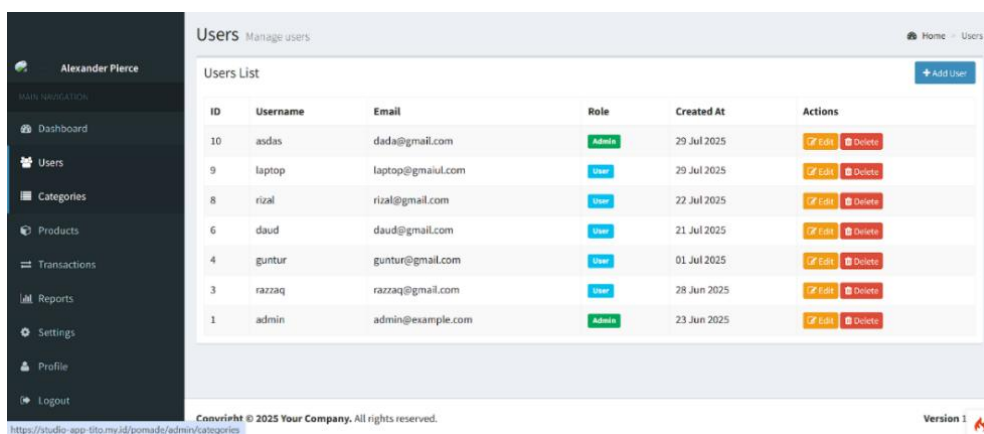 Users Manage users
Home > Users
Alexander Pierce
MAIN NAVIGATION
Dashboard
Users
Categories
Products
Transactions
Reports
Settings
Profile
Logout
Users List
+ Add User
ID Username Email Role Created At Actions
10 asdas dada@gmail.com Admin 29 Jul 2025 Edit Delete
9 laptop laptop@gmaiul.com User 29 Jul 2025 Edit Delete
8 rizal rizal@gmail.com User 22 Jul 2025 Edit Delete
6 daud daud@gmail.com User 21 Jul 2025 Edit Delete
4 guntur guntur@gmail.com User 01 Jul 2025 Edit Delete
3 razzaq razzaq@gmail.com User 28 Jun 2025 Edit Delete
1 admin admin@example.com Admin 23 Jun 2025 Edit Delete
Copyright © 2025 Your Company. All rights reserved.
Version 1
https://studio-app-tito.my.id/pomade/admin/categories